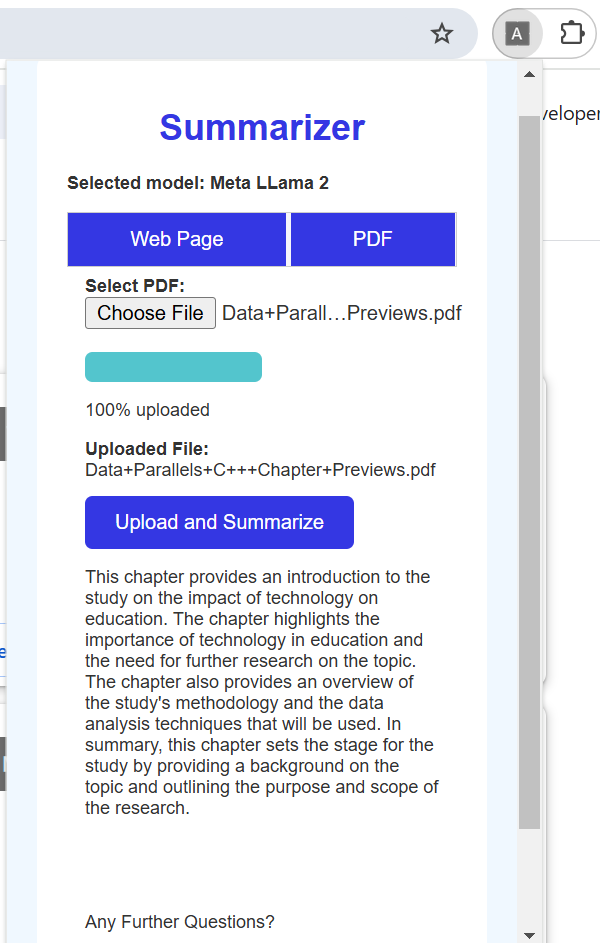 A
veloper
Summarizer
Selected model: Meta LLama 2
Web Page
PDF
Select PDF:
Choose File Data+Parall...Previews.pdf
100% uploaded
Uploaded File:
Data+Parallels+C+++Chapter+Previews.pdf
Upload and Summarize
This chapter provides an introduction to the
study on the impact of technology on
education. The chapter highlights the
importance of technology in education and
the need for further research on the topic.
The chapter also provides an overview of
the study's methodology and the data
analysis techniques that will be used. In
summary, this chapter sets the stage for the
study by providing a background on the
topic and outlining the purpose and scope of
the research.
Any Further Questions?